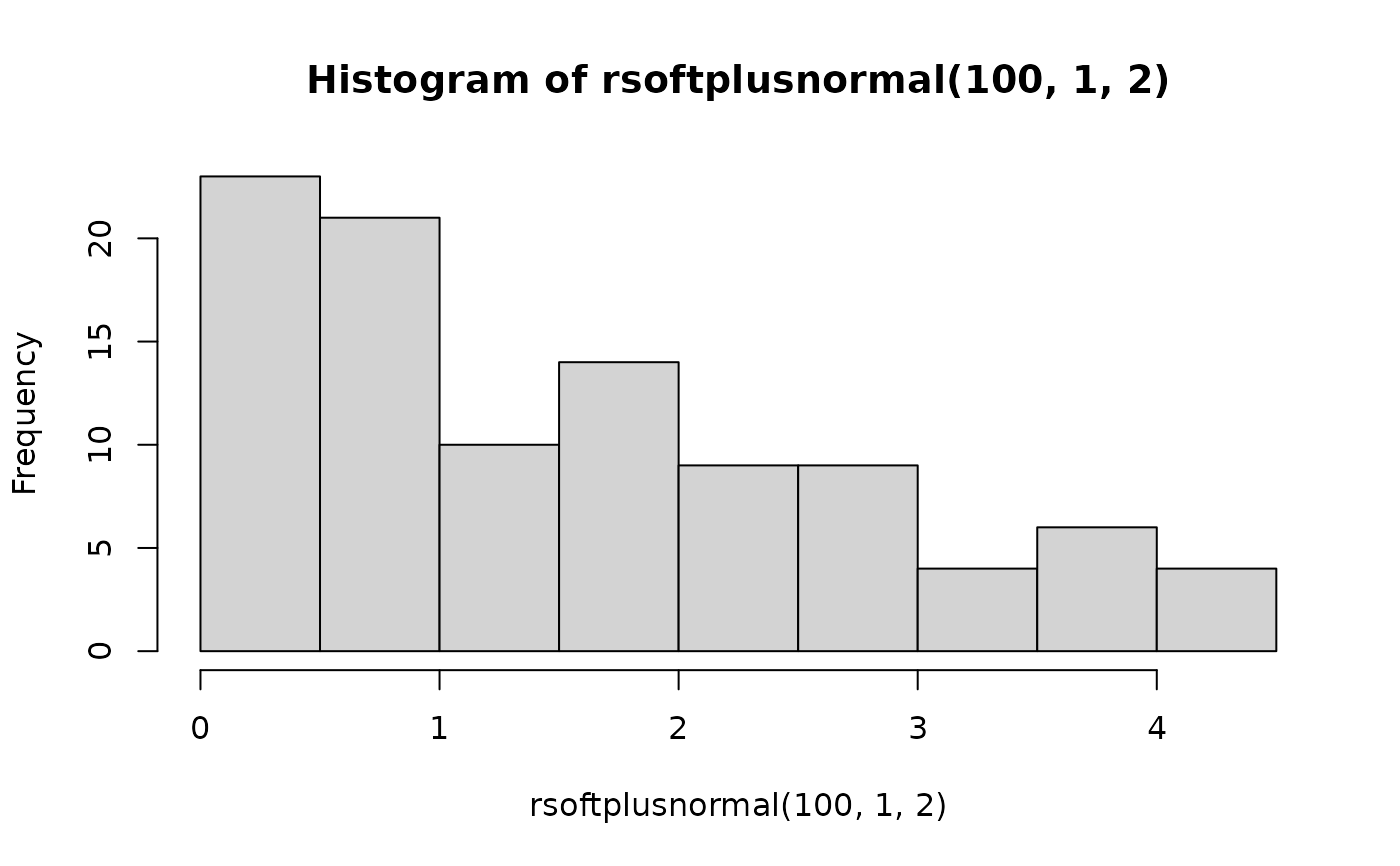 Histogram of rsoftplusnormal(100, 1, 2)
Frequency
20
15
10
5
0
0 1 2 3 4
rsoftplusnormal(100, 1, 2)